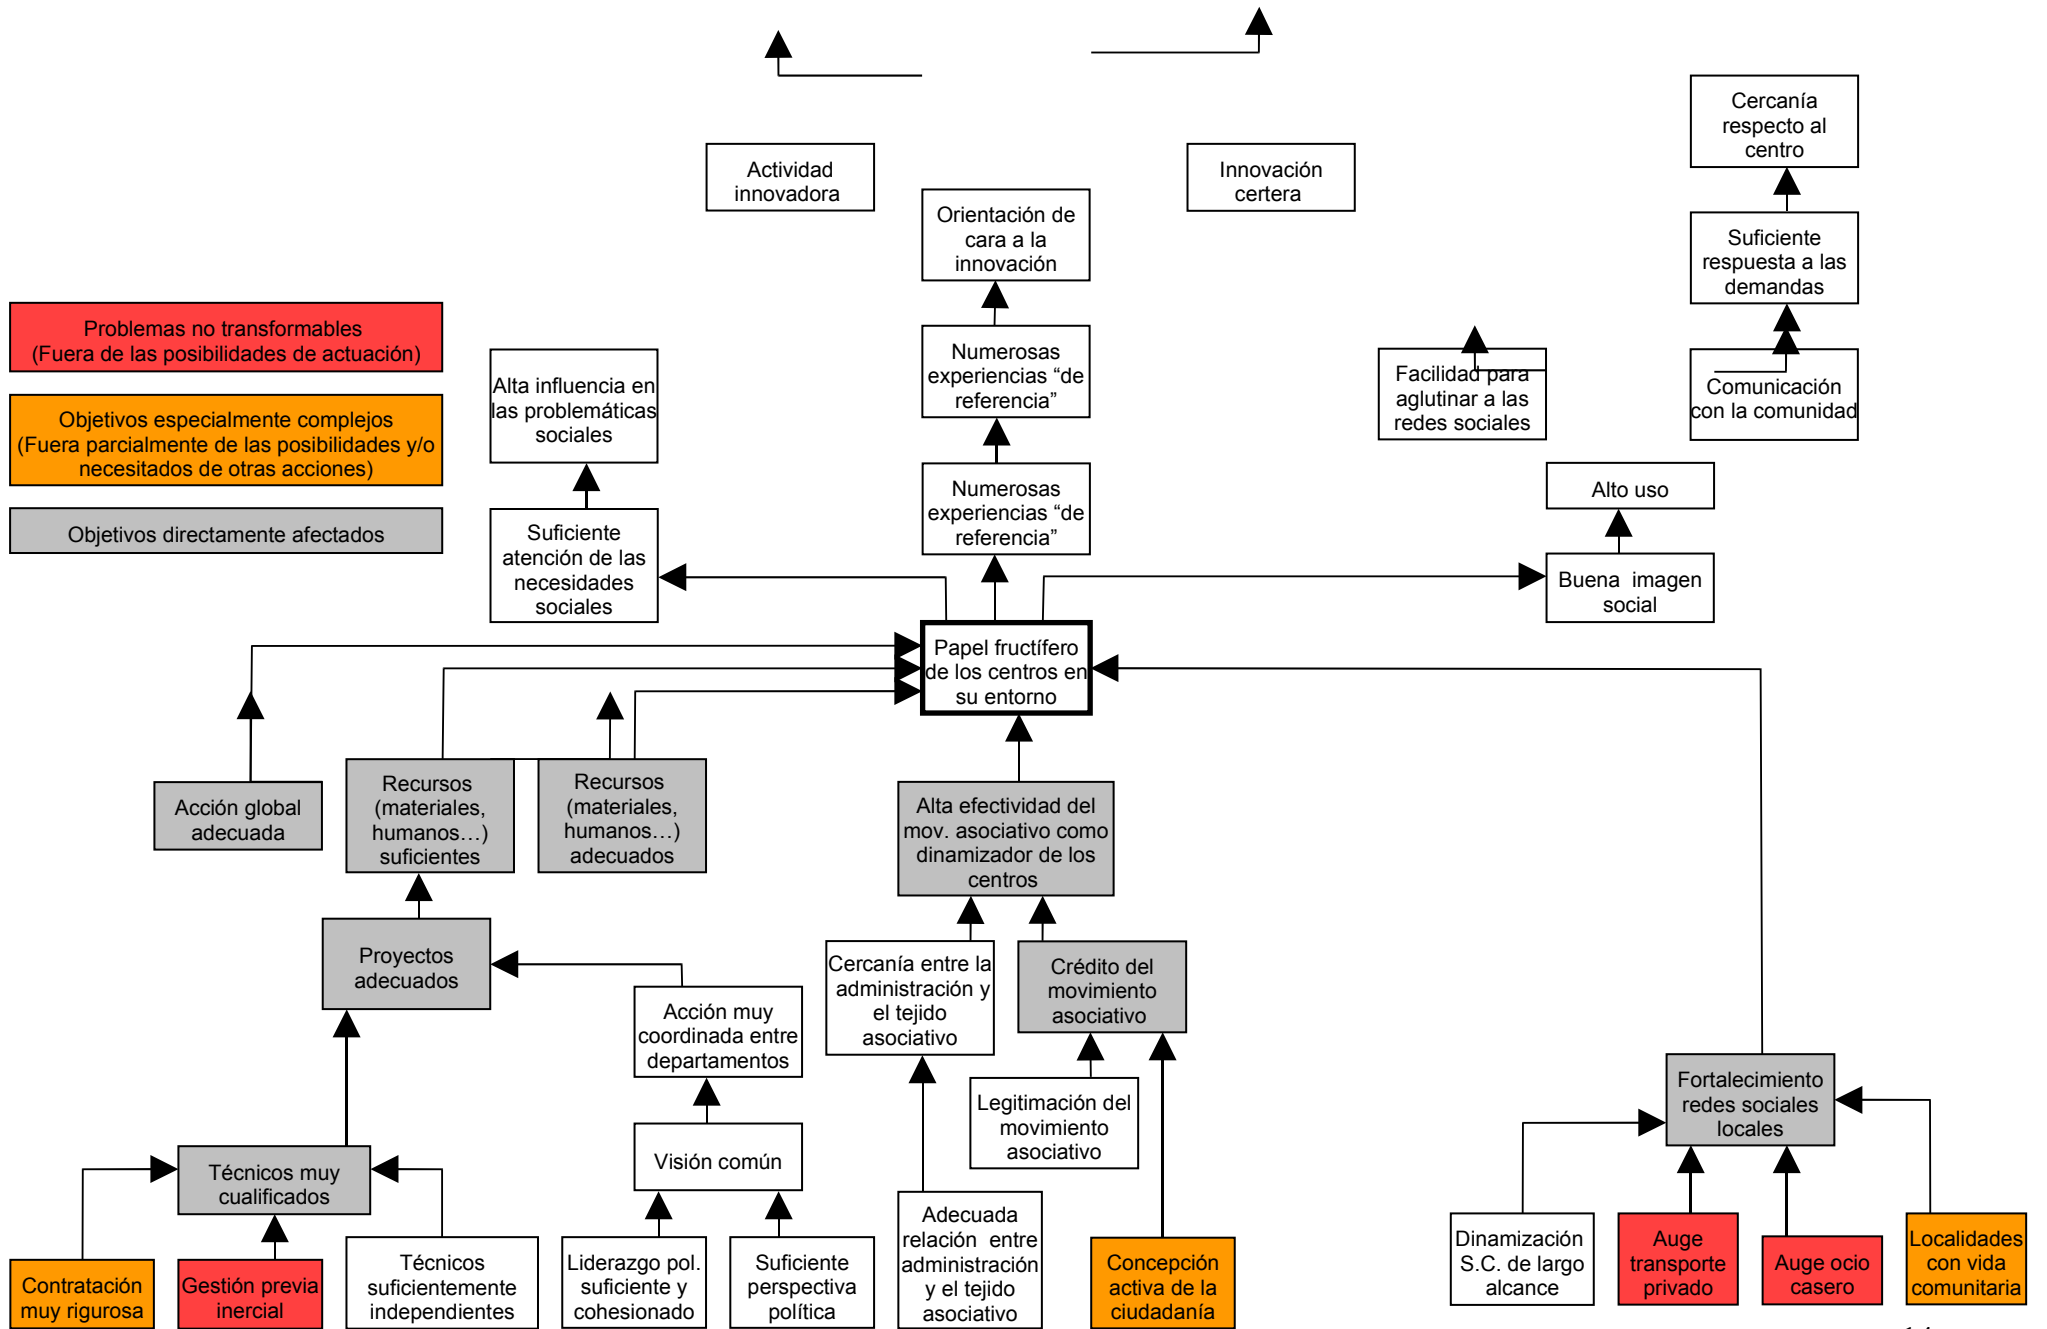 Cercanía
respecto al
centro
Actividad
innovadora
Innovación
certera
Orientación de
cara a la
innovación
Suficiente
respuesta a las
demandas
Problemas no transformables
(Fuera de las posibilidades de actuación)
Objetivos especialmente complejos
(Fuera parcialmente de las posibilidades y/o
necesitados de otras acciones)
Objetivos directamente afectados
Alta influencia en
las problemáticas
sociales
Numerosas
experiencias “de
referencia”
Facilidad para
aglutinar a las
redes sociales
Comunicación
con la comunidad
Suficiente
atención de las
necesidades
sociales
Numerosas
experiencias “de
referencia”
Alto uso
Buena imagen
social
Papel fructífero
de los centros en
su entorno
Acción global
adecuada
Recursos
(materiales,
humanos…)
suficientes
Recursos
(materiales,
humanos…)
adecuados
Alta efectividad del
mov. asociativo como
dinamizador de los
centros
Proyectos
adecuados
Cercanía entre la
administración y
el tejido
asociativo
Crédito del
movimiento
asociativo
Acción muy
coordinada entre
departamentos
Legitimación del
movimiento
asociativo
Fortalecimiento
redes sociales
locales
Técnicos muy
cualificados
Visión común
Contratación
muy rigurosa
Gestión previa
inercial
Técnicos
suficientemente
independientes
Liderazgo pol.
suficiente y
cohesionado
Suficiente
perspectiva
política
Adecuada
relación entre
administración
y el tejido
asociativo
Concepción
activa de la
ciudadanía
Dinamización
S.C. de largo
alcance
Auge
transporte
privado
Auge ocio
casero
Localidades
con vida
comunitaria